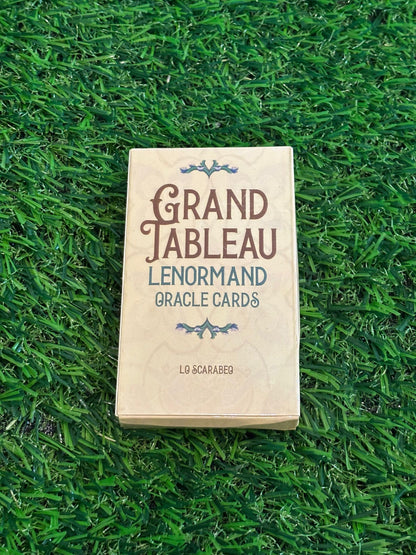 GRAND
TABLEAU
LENORMAND
ORACLE CARDS
LO SCARABEO